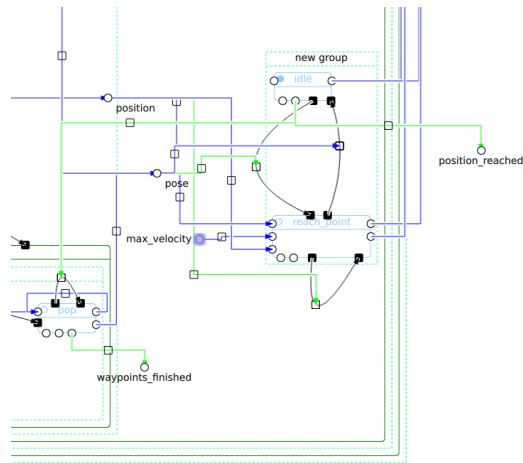 new group
idle
position
position_reached
pose
reach_point
max_velocity
pop
waypoints_finished